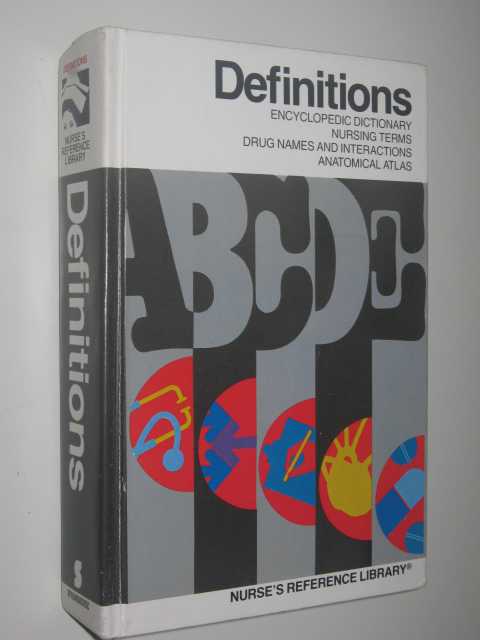 Definitions
ENCYCLOPEDIC DICTIONARY
NURSING TERMS
DRUG NAMES AND INTERACTIONS
ANATOMICAL ATLAS
ABCDE
NURSE'S REFERENCE LIBRARY®
NURSE'S
REFERENCE
LIBRARY
Definitions